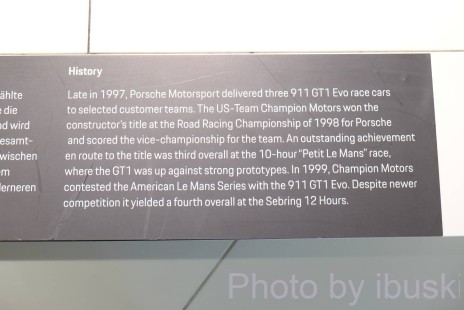 ählte
die
d wird
esamt-
wischen
em
derneren
History
Late in 1997, Porsche Motorsport delivered three 911 GT1 Evo race cars
to selected customer teams. The US-Team Champion Motors won the
constructor's title at the Road Racing Championship of 1998 for Porsche
and scored the vice-championship for the team. An outstanding achievement
en route to the title was third overall at the 10-hour “Petit Le Mans” race,
where the GT1 was up against strong prototypes. In 1999, Champion Motors
contested the American Le Mans Series with the 911 GT1 Evo. Despite newer
competition it yielded a fourth overall at the Sebring 12 Hours.
Photo by ibuski